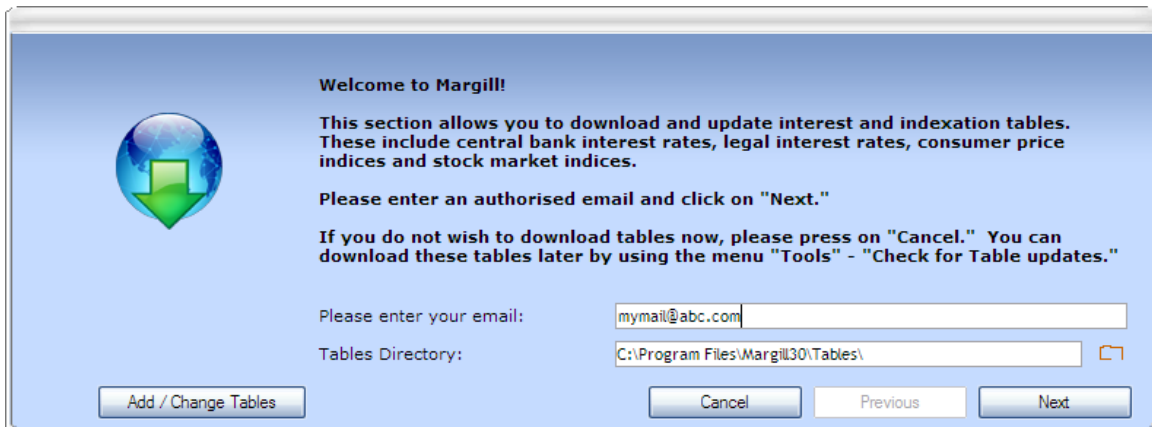 Welcome to Margill!
This section allows you to download and update interest and indexation tables.
These include central bank interest rates, legal interest rates, consumer price
indices and stock market indices.
Please enter an authorised email and click on "Next."
If you do not wish to download tables now, please press on "Cancel."  You can
download these tables later by using the menu "Tools" - "Check for Table updates."
Please enter your email: mymail@abc.com
Tables Directory: C:\Program Files\Margill30\Tables\
Add / Change Tables Cancel Previous Next